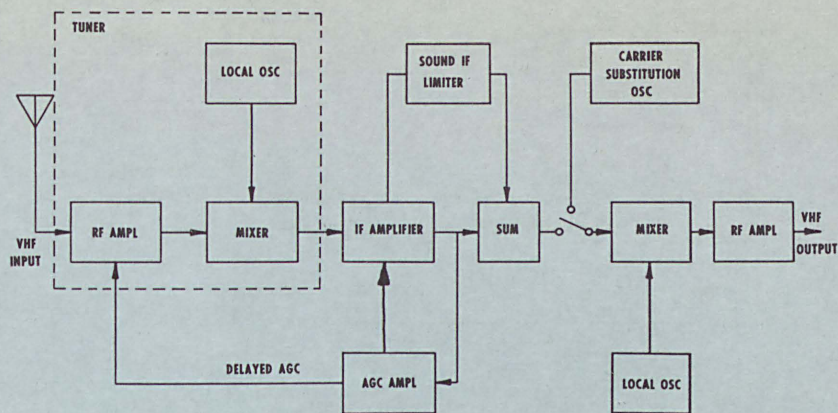 TUNER
LOCAL OSC
SOUND IF
LIMITER
CARRIER
SUBSTITUTION
OSC
RF AMPL
MIXER
IF AMPLIFIER
SUM
MIXER
RF AMPL
VHF
INPUT
VHF
OUTPUT
DELAYED AGC
AGC AMPL
LOCAL OSC